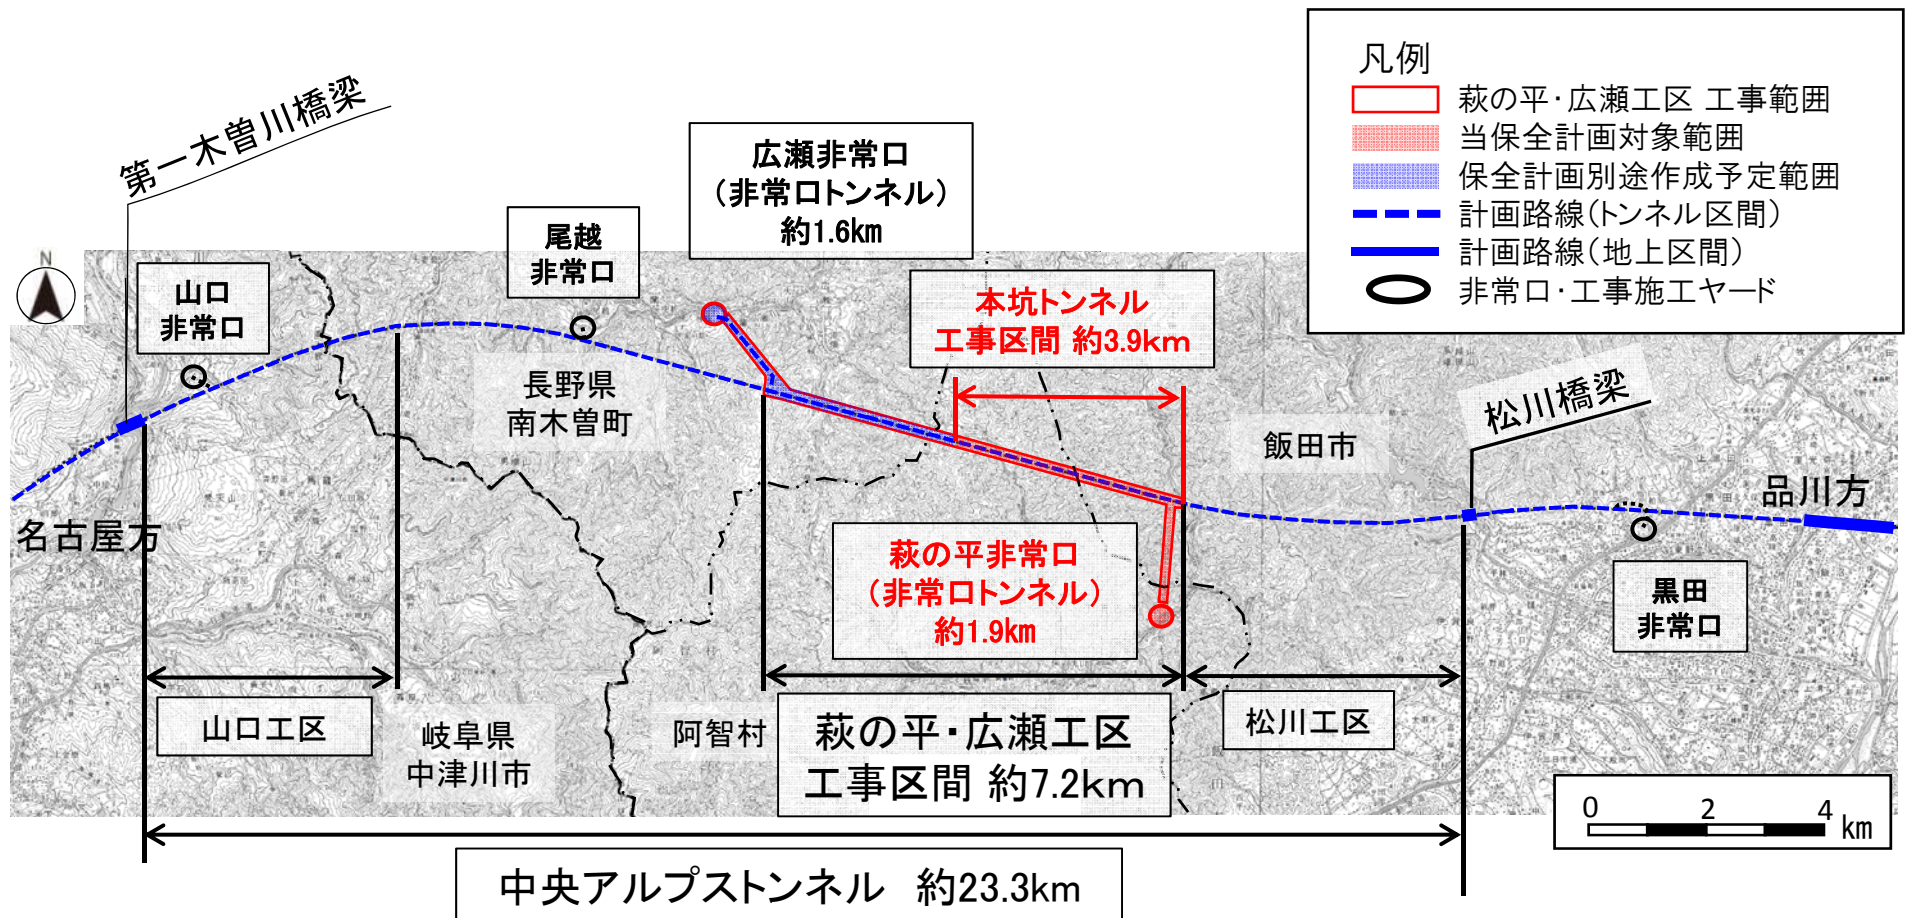 凡例
萩の平・広瀬工区 工事範囲
当保全計画対象範囲
保全計画別途作成予定範囲
計画路線(トンネル区間)
計画路線(地上区間)
非常口・工事施工ヤード
第一木曽川橋梁
広瀬非常口
(非常口トンネル)
約1.6km
尾越
非常口
N
山口
非常口
本坑トンネル
工事区間 約3.9km
長野県
南木曽町
松川橋梁
飯田市
品川方
名古屋方
萩の平非常口
(非常口トンネル)
約1.9km
黒田
非常口
山口工区
岐阜県
中津川市
阿智村
萩の平・広瀬工区
工事区間 約7.2km
松川工区
0 2 4 km
中央アルプストンネル 約23.3km